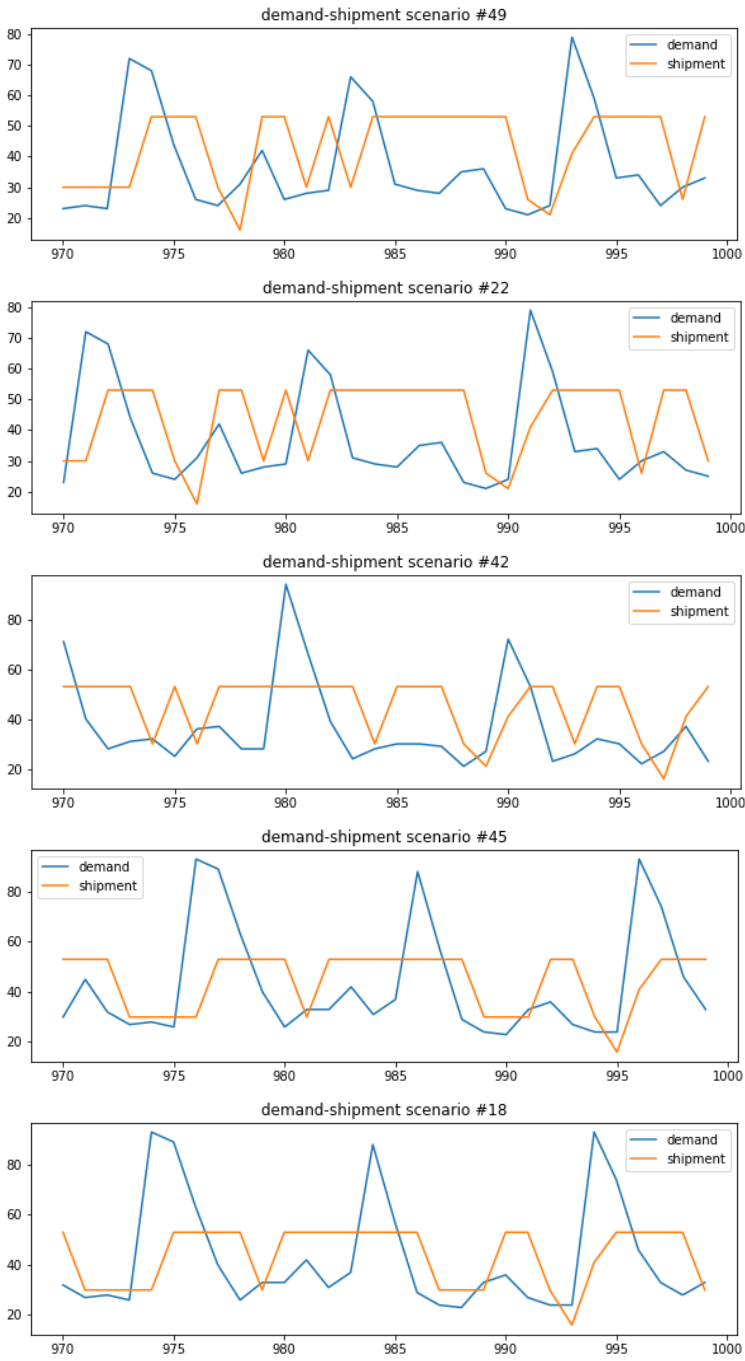 demand-shipment scenario #49
80
70
60
50
40
30
20
demand
shipment
970 975 980 985 990 995 1000
demand-shipment scenario #22
80
70
60
50
40
30
20
demand
shipment
970 975 980 985 990 995 1000
demand-shipment scenario #42
80
60
40
20
demand
shipment
970 975 980 985 990 995 1000
demand-shipment scenario #45
80
60
40
20
demand
shipment
970 975 980 985 990 995 1000
demand-shipment scenario #18
80
60
40
20
demand
shipment
970 975 980 985 990 995 1000